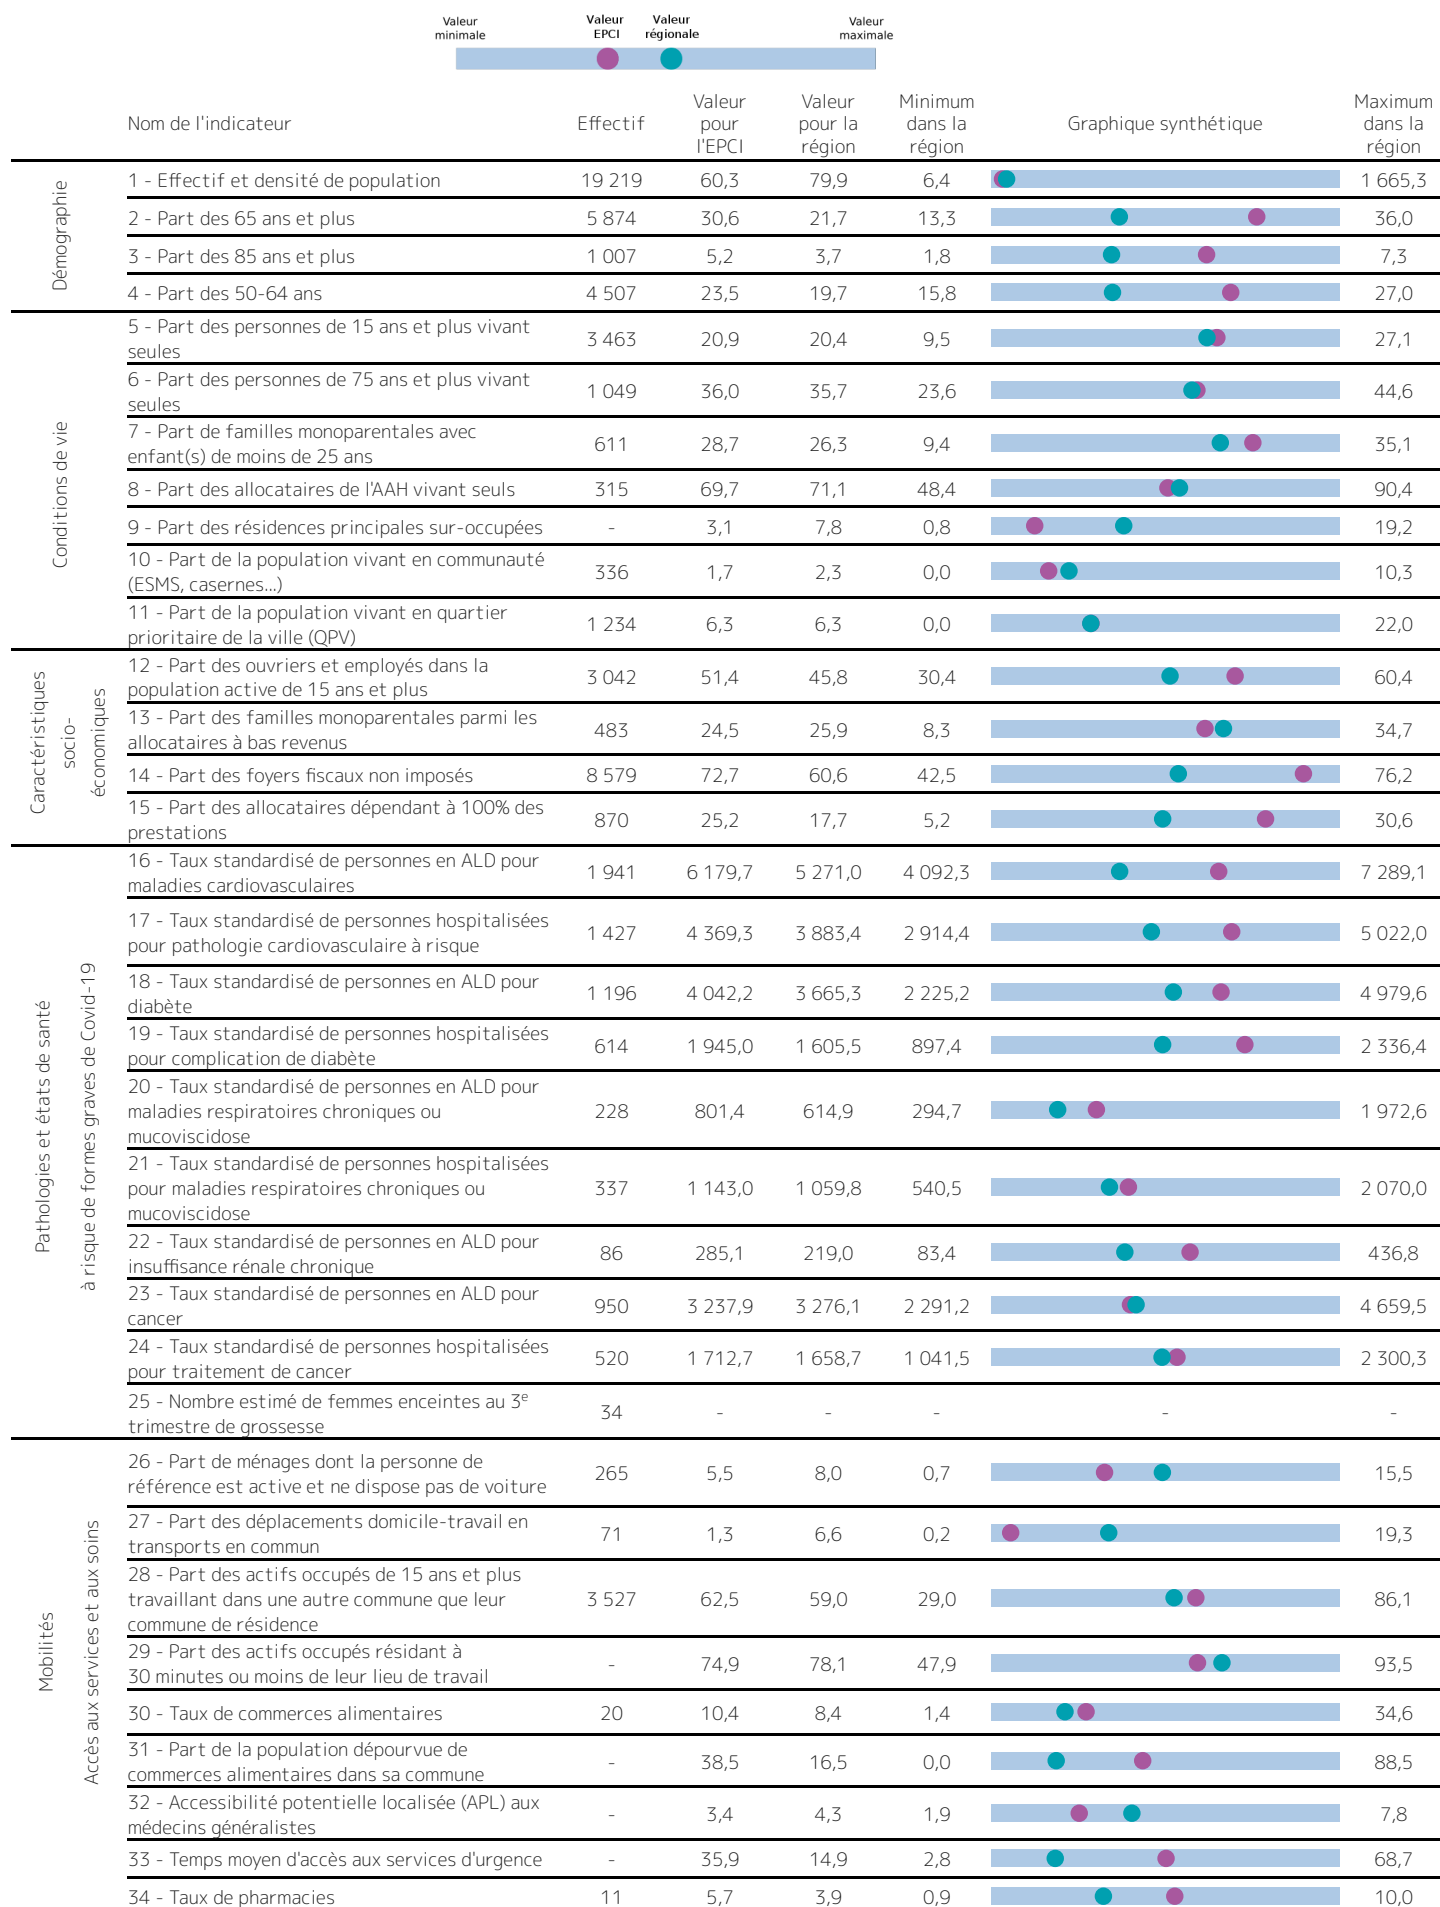 Valeur minimale
Valeur EPCI
Valeur régionale
Valeur maximale
Nom de l'indicateur
Effectif
Valeur pour l'EPCI
Valeur pour la région
Minimum dans la région
Graphique synthétique
Maximum dans la région
Démographie
1 - Effectif et densité de population 19 219 60,3 79,9 6,4 1 665,3
2 - Part des 65 ans et plus 5 874 30,6 21,7 13,3 36,0
3 - Part des 85 ans et plus 1 007 5,2 3,7 1,8 7,3
4 - Part des 50-64 ans 4 507 23,5 19,7 15,8 27,0
Conditions de vie
5 - Part des personnes de 15 ans et plus vivant
seules 3 463 20,9 20,4 9,5 27,1
6 - Part des personnes de 75 ans et plus vivant
seules 1 049 36,0 35,7 23,6 44,6
7 - Part de familles monoparentales avec
enfant(s) de moins de 25 ans 611 28,7 26,3 9,4 35,1
8 - Part des allocataires de l'AAH vivant seuls 315 69,7 71,1 48,4 90,4
9 - Part des résidences principales sur-occupées - 3,1 7,8 0,8 19,2
10 - Part de la population vivant en communauté
(ESMS, casernes...) 336 1,7 2,3 0,0 10,3
11 - Part de la population vivant en quartier
prioritaire de la ville (QPV) 1 234 6,3 6,3 0,0 22,0
Caractéristiques
socio-
économiques
12 - Part des ouvriers et employés dans la
population active de 15 ans et plus 3 042 51,4 45,8 30,4 60,4
13 - Part des familles monoparentales parmi les
allocataires à bas revenus 483 24,5 25,9 8,3 34,7
14 - Part des foyers fiscaux non imposés 8 579 72,7 60,6 42,5 76,2
15 - Part des allocataires dépendant à 100% des
prestations 870 25,2 17,7 5,2 30,6
Pathologies et états de santé
à risque de formes graves de Covid-19
16 - Taux standardisé de personnes en ALD pour
maladies cardiovasculaires 1 941 6 179,7 5 271,0 4 092,3 7 289,1
17 - Taux standardisé de personnes hospitalisées
pour pathologie cardiovasculaire à risque 1 427 4 369,3 3 883,4 2 914,4 5 022,0
18 - Taux standardisé de personnes en ALD pour
diabète 1 196 4 042,2 3 665,3 2 225,2 4 979,6
19 - Taux standardisé de personnes hospitalisées
pour complication de diabète 614 1 945,0 1 605,5 897,4 2 336,4
20 - Taux standardisé de personnes en ALD pour
maladies respiratoires chroniques ou
mucoviscidose 228 801,4 614,9 294,7 1 972,6
21 - Taux standardisé de personnes hospitalisées
pour maladies respiratoires chroniques ou
mucoviscidose 337 1 143,0 1 059,8 540,5 2 070,0
22 - Taux standardisé de personnes en ALD pour
insuffisance rénale chronique 86 285,1 219,0 83,4 436,8
23 - Taux standardisé de personnes en ALD pour
cancer 950 3 237,9 3 276,1 2 291,2 4 659,5
24 - Taux standardisé de personnes hospitalisées
pour traitement de cancer 520 1 712,7 1 658,7 1 041,5 2 300,3
25 - Nombre estimé de femmes enceintes au 3e
trimestre de grossesse 34 - - - - -
Mobilités
Accès aux services et aux soins
26 - Part de ménages dont la personne de
référence est active et ne dispose pas de voiture 265 5,5 8,0 0,7 15,5
27 - Part des déplacements domicile-travail en
transports en commun 71 1,3 6,6 0,2 19,3
28 - Part des actifs occupés de 15 ans et plus
travaillant dans une autre commune que leur
commune de résidence 3 527 62,5 59,0 29,0 86,1
29 - Part des actifs occupés résidant à
30 minutes ou moins de leur lieu de travail - 74,9 78,1 47,9 93,5
30 - Taux de commerces alimentaires 20 10,4 8,4 1,4 34,6
31 - Part de la population dépourvue de
commerces alimentaires dans sa commune - 38,5 16,5 0,0 88,5
32 - Accessibilité potentielle localisée (APL) aux
médecins généralistes - 3,4 4,3 1,9 7,8
33 - Temps moyen d'accès aux services d'urgence - 35,9 14,9 2,8 68,7
34 - Taux de pharmacies 11 5,7 3,9 0,9 10,0